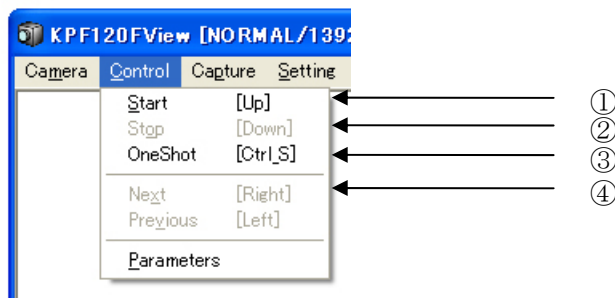 KPF120FView [NORMAL/1392
Camera Control Capture Setting
Start [Up] ①
Stop [Down] ②
OneShot [Ctrl_S] ③
Next [Right] ④
Previous [Left]
Parameters